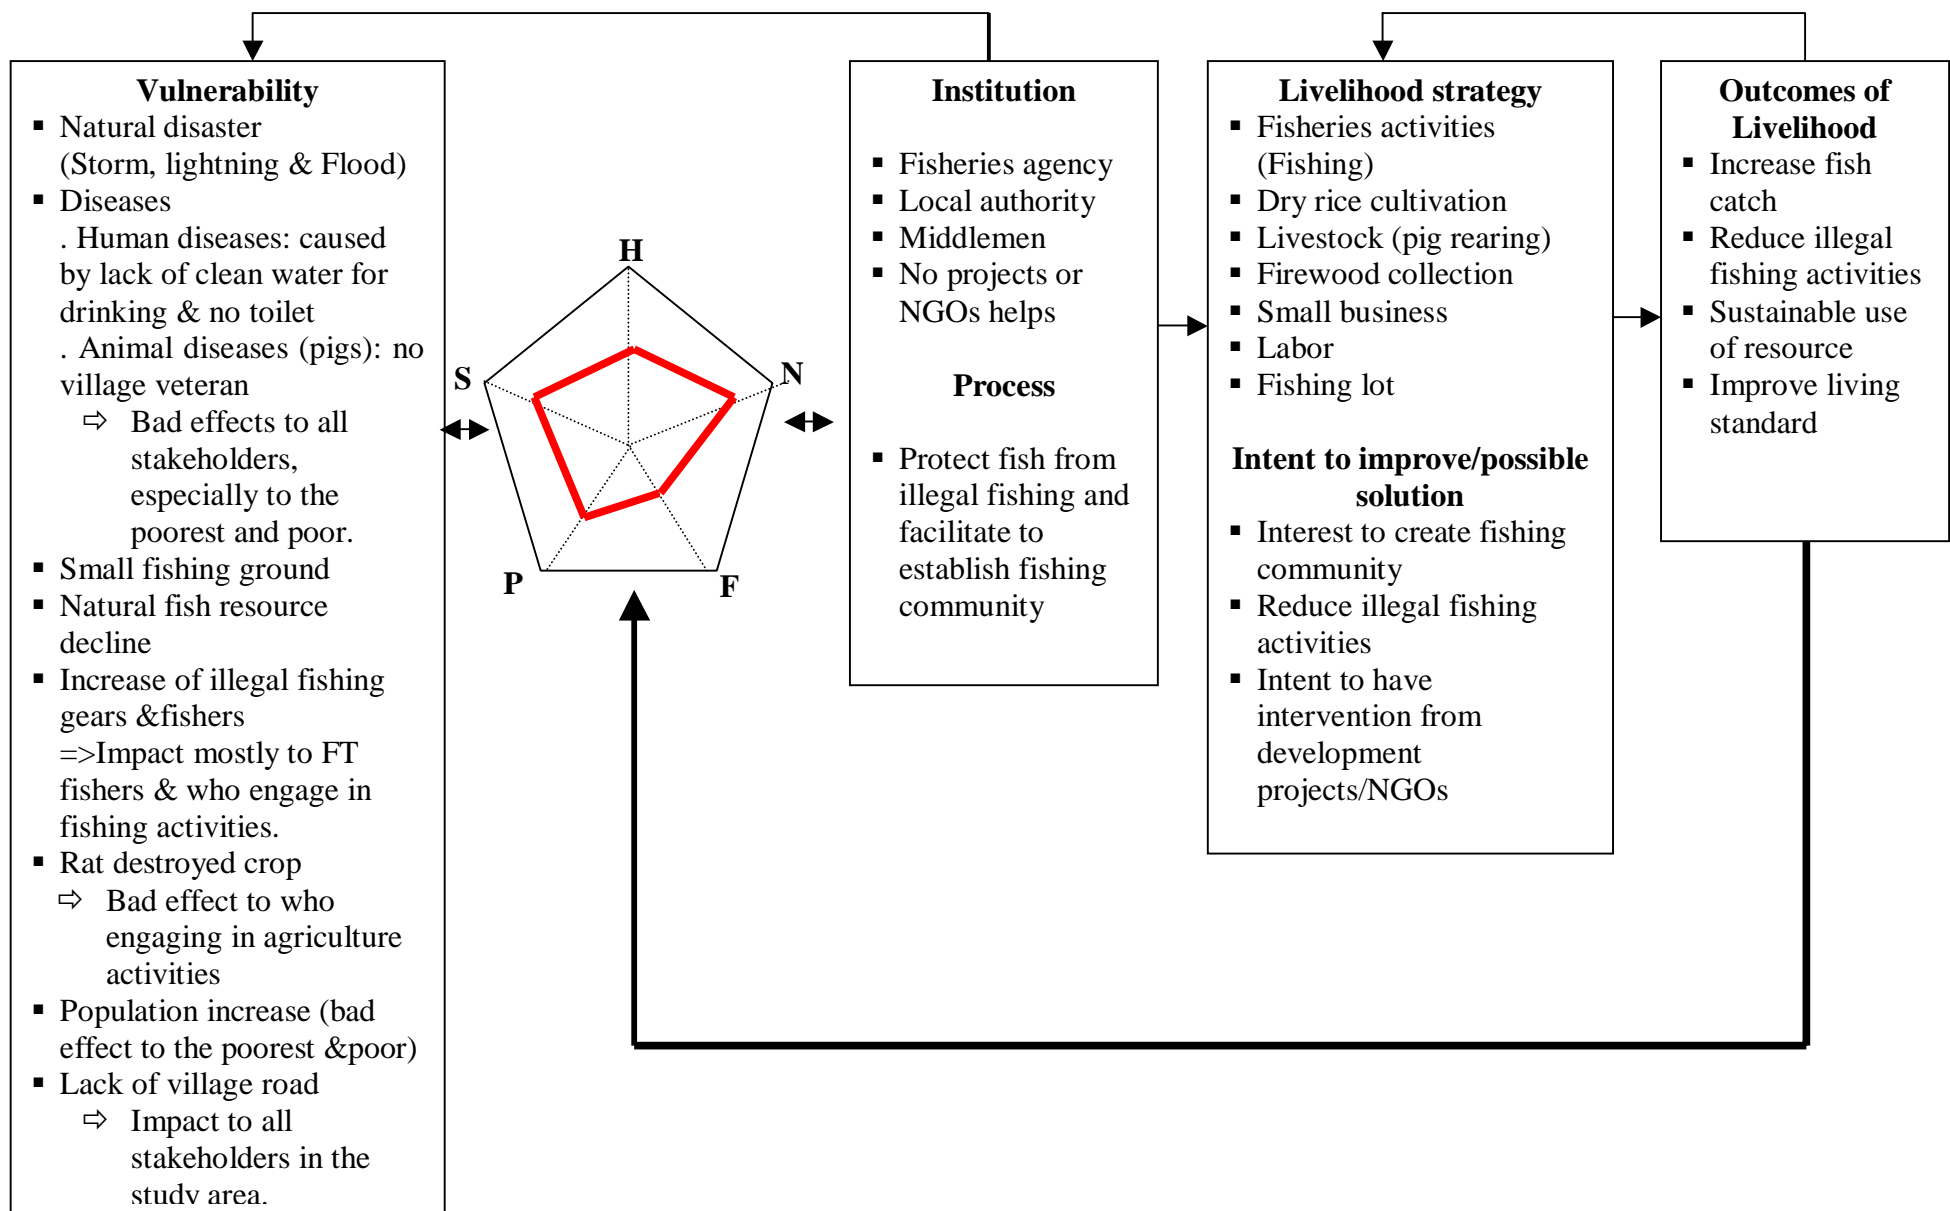 Vulnerability
▪ Natural disaster
(Storm, lightning & Flood)
▪ Diseases
. Human diseases: caused
by lack of clean water for
drinking & no toilet
. Animal diseases (pigs): no
village veteran
⇨ Bad effects to all
stakeholders,
especially to the
poorest and poor.
▪ Small fishing ground
▪ Natural fish resource
decline
▪ Increase of illegal fishing
gears &fishers
=>Impact mostly to FT
fishers & who engage in
fishing activities.
▪ Rat destroyed crop
⇨ Bad effect to who
engaging in agriculture
activities
▪ Population increase (bad
effect to the poorest &poor)
▪ Lack of village road
⇨ Impact to all
stakeholders in the
study area.
H
S
N
P
F
Institution
▪ Fisheries agency
▪ Local authority
▪ Middlemen
▪ No projects or
NGOs helps
Process
▪ Protect fish from
illegal fishing and
facilitate to
establish fishing
community
Livelihood strategy
▪ Fisheries activities
(Fishing)
▪ Dry rice cultivation
▪ Livestock (pig rearing)
▪ Firewood collection
▪ Small business
▪ Labor
▪ Fishing lot
Intent to improve/possible
solution
▪ Interest to create fishing
community
▪ Reduce illegal fishing
activities
▪ Intent to have
intervention from
development
projects/NGOs
Outcomes of
Livelihood
▪ Increase fish
catch
▪ Reduce illegal
fishing activities
▪ Sustainable use
of resource
▪ Improve living
standard